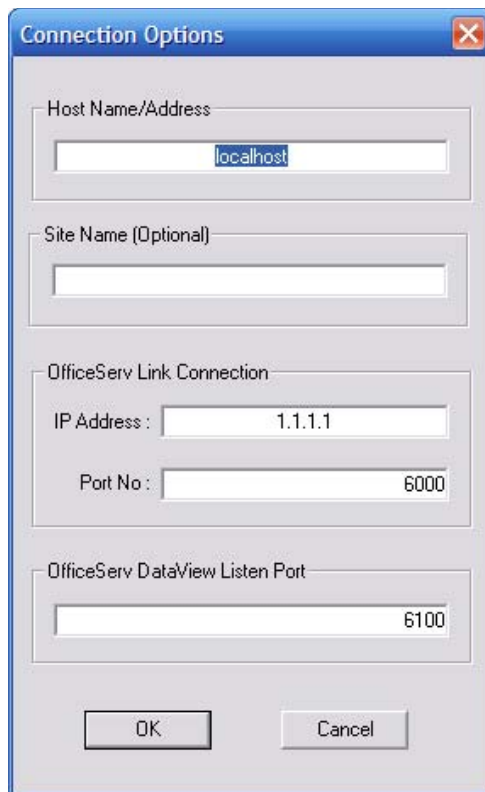 Connection Options
Host Name/Address
localhost
Site Name (Optional)
OfficeServ Link Connection
IP Address : 1.1.1.1
Port No : 6000
OfficeServ DataView Listen Port
6100
OK Cancel